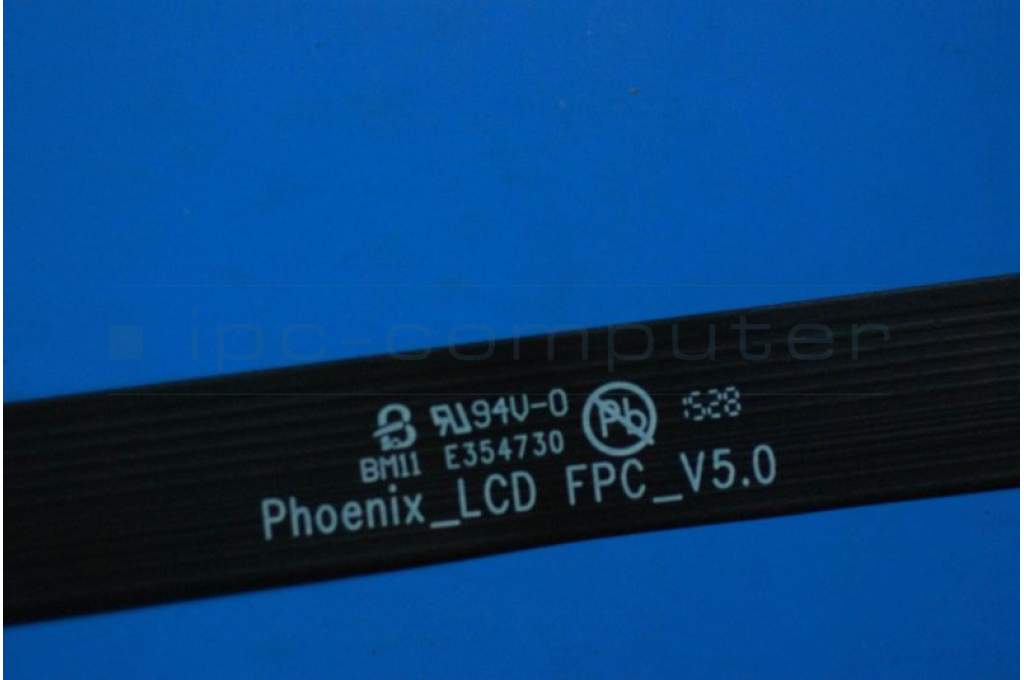 ipc-computer
94V-0
1528
BM11 E354730
Phoenix_LCD FPC_V5.0